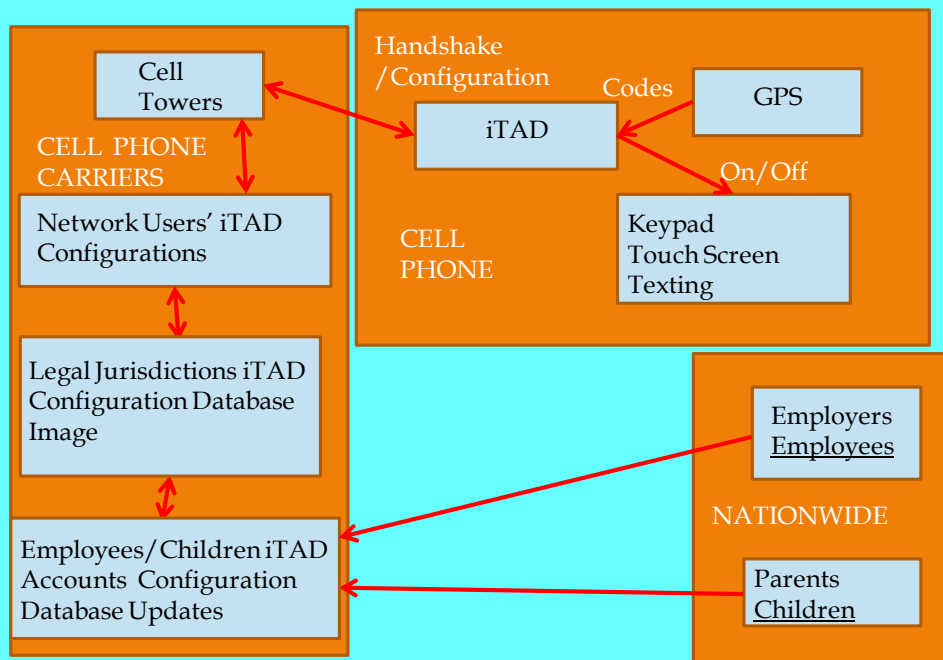 Cell
Towers
CELL PHONE
CARRIERS
Network Users’ iTAD
Configurations
Legal Jurisdictions iTAD
Configuration Database
Image
Employees/Children iTAD
Accounts Configuration
Database Updates
Handshake
/Configuration
Codes
iTAD
GPS
On/Off
Keypad
Touch Screen
Texting
CELL
PHONE
Employers
Employees
NATIONWIDE
Parents
Children